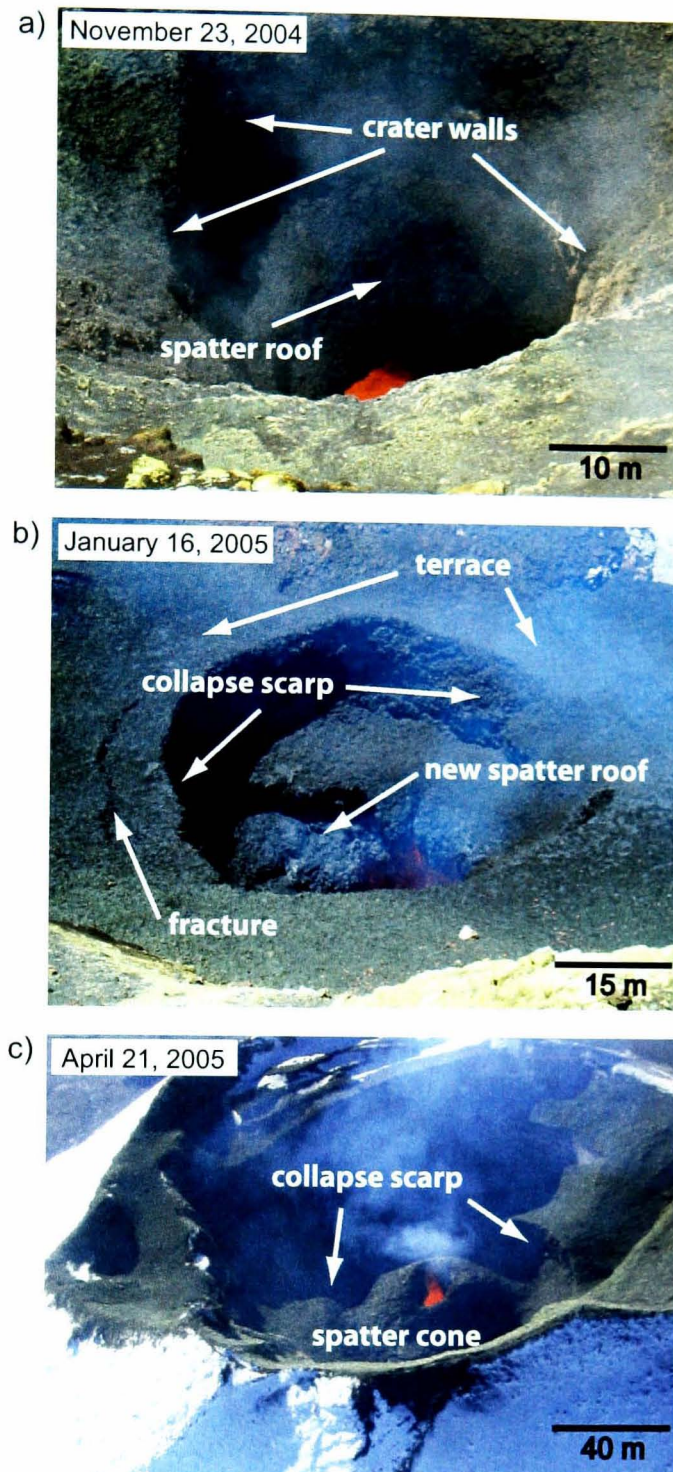 a) November 23, 2004
crater walls
spatter roof
10 m
b) January 16, 2005
terrace
collapse scarp
new spatter roof
fracture
15 m
c) April 21, 2005
collapse scarp
spatter cone
40 m